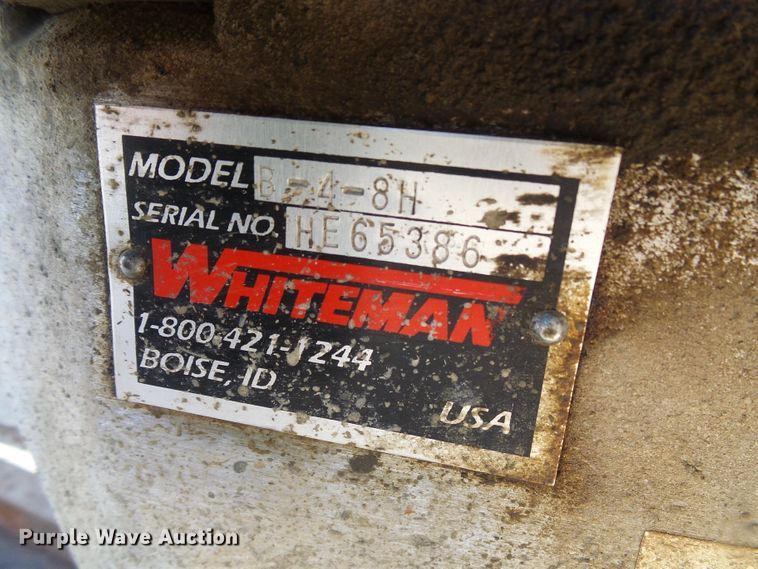 MODEL B-4-8H
SERIAL NO. HE65386
WHITEMAN
1-800 421-1244
BOISE, ID
USA
Purple Wave Auction